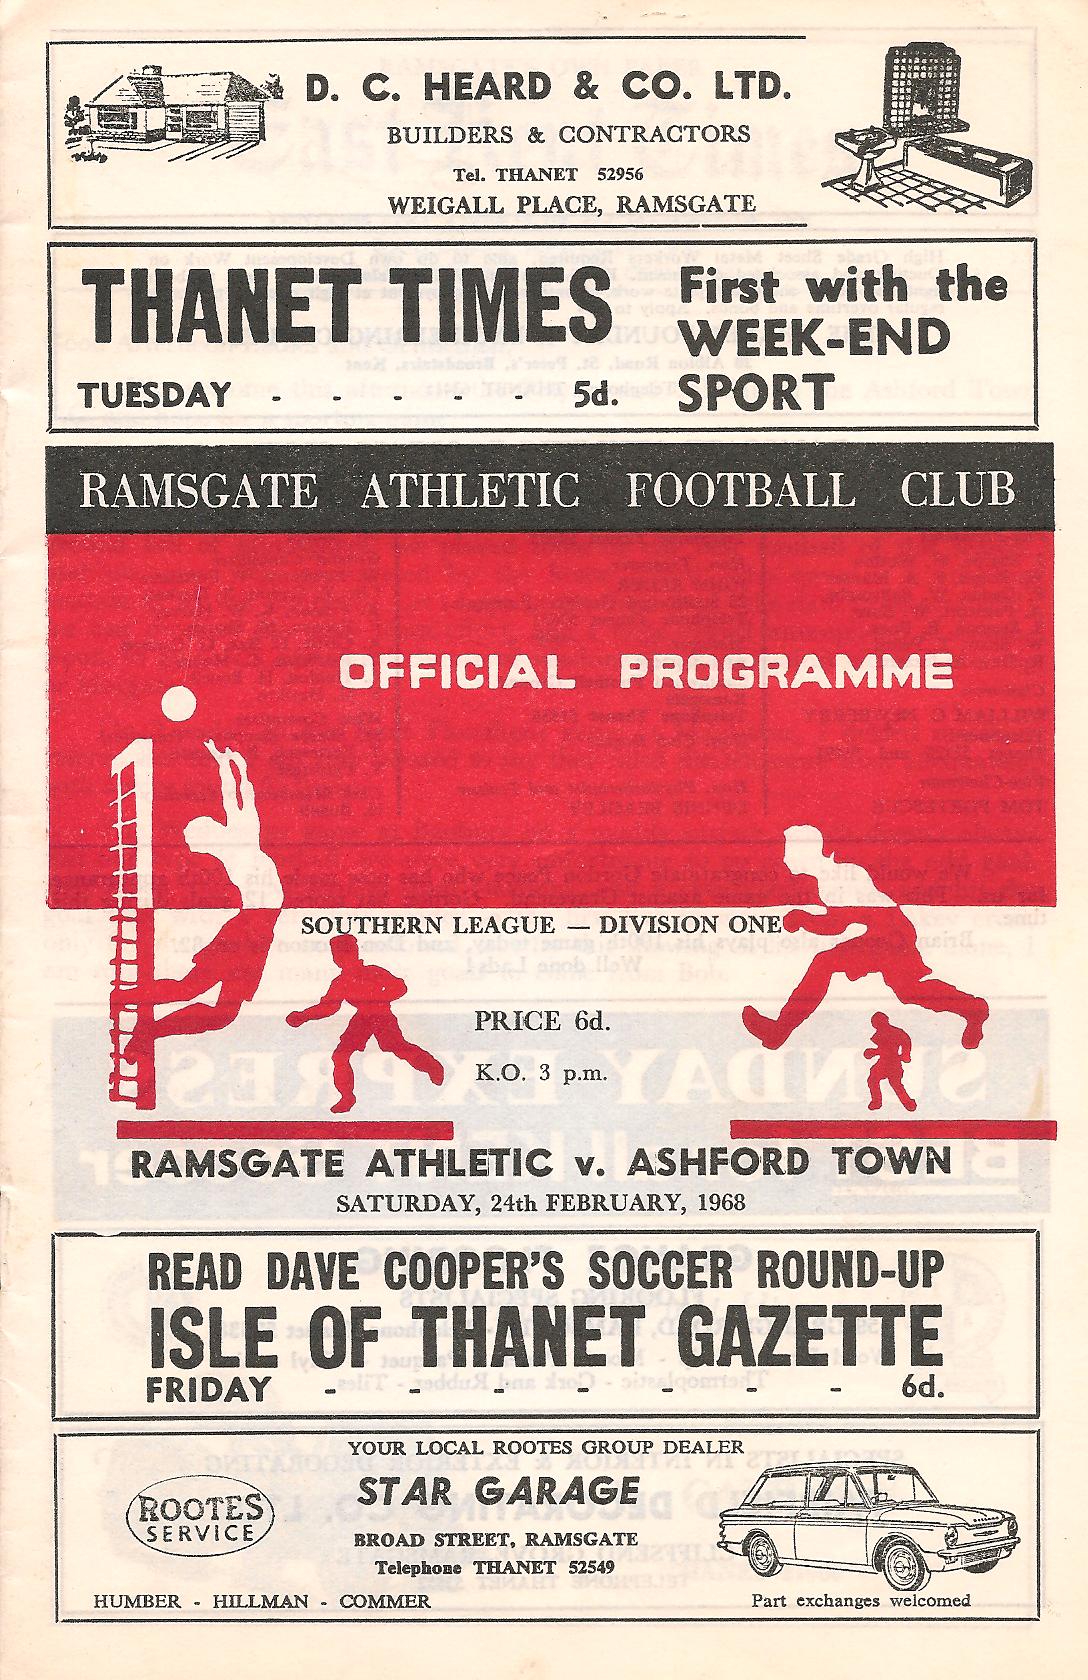 D. C. HEARD & CO. LTD.
BUILDERS & CONTRACTORS
Tel. THANET 52956
WEIGALL PLACE, RAMSGATE
THANET TIMES
TUESDAY - - - - - 5d.
First with the
WEEK-END
SPORT
RAMSGATE ATHLETIC FOOTBALL CLUB
OFFICIAL PROGRAMME
SOUTHERN LEAGUE — DIVISION ONE
PRICE 6d.
K.O. 3 p.m.
RAMSGATE ATHLETIC v. ASHFORD TOWN
SATURDAY, 24th FEBRUARY, 1968
READ DAVE COOPER'S SOCCER ROUND-UP
ISLE OF THANET GAZETTE
FRIDAY - - - - - - - 6d.
YOUR LOCAL ROOTES GROUP DEALER
STAR GARAGE
ROOTES
SERVICE
BROAD STREET, RAMSGATE
Telephone THANET 52549
HUMBER - HILLMAN - COMMER
Part exchanges welcomed